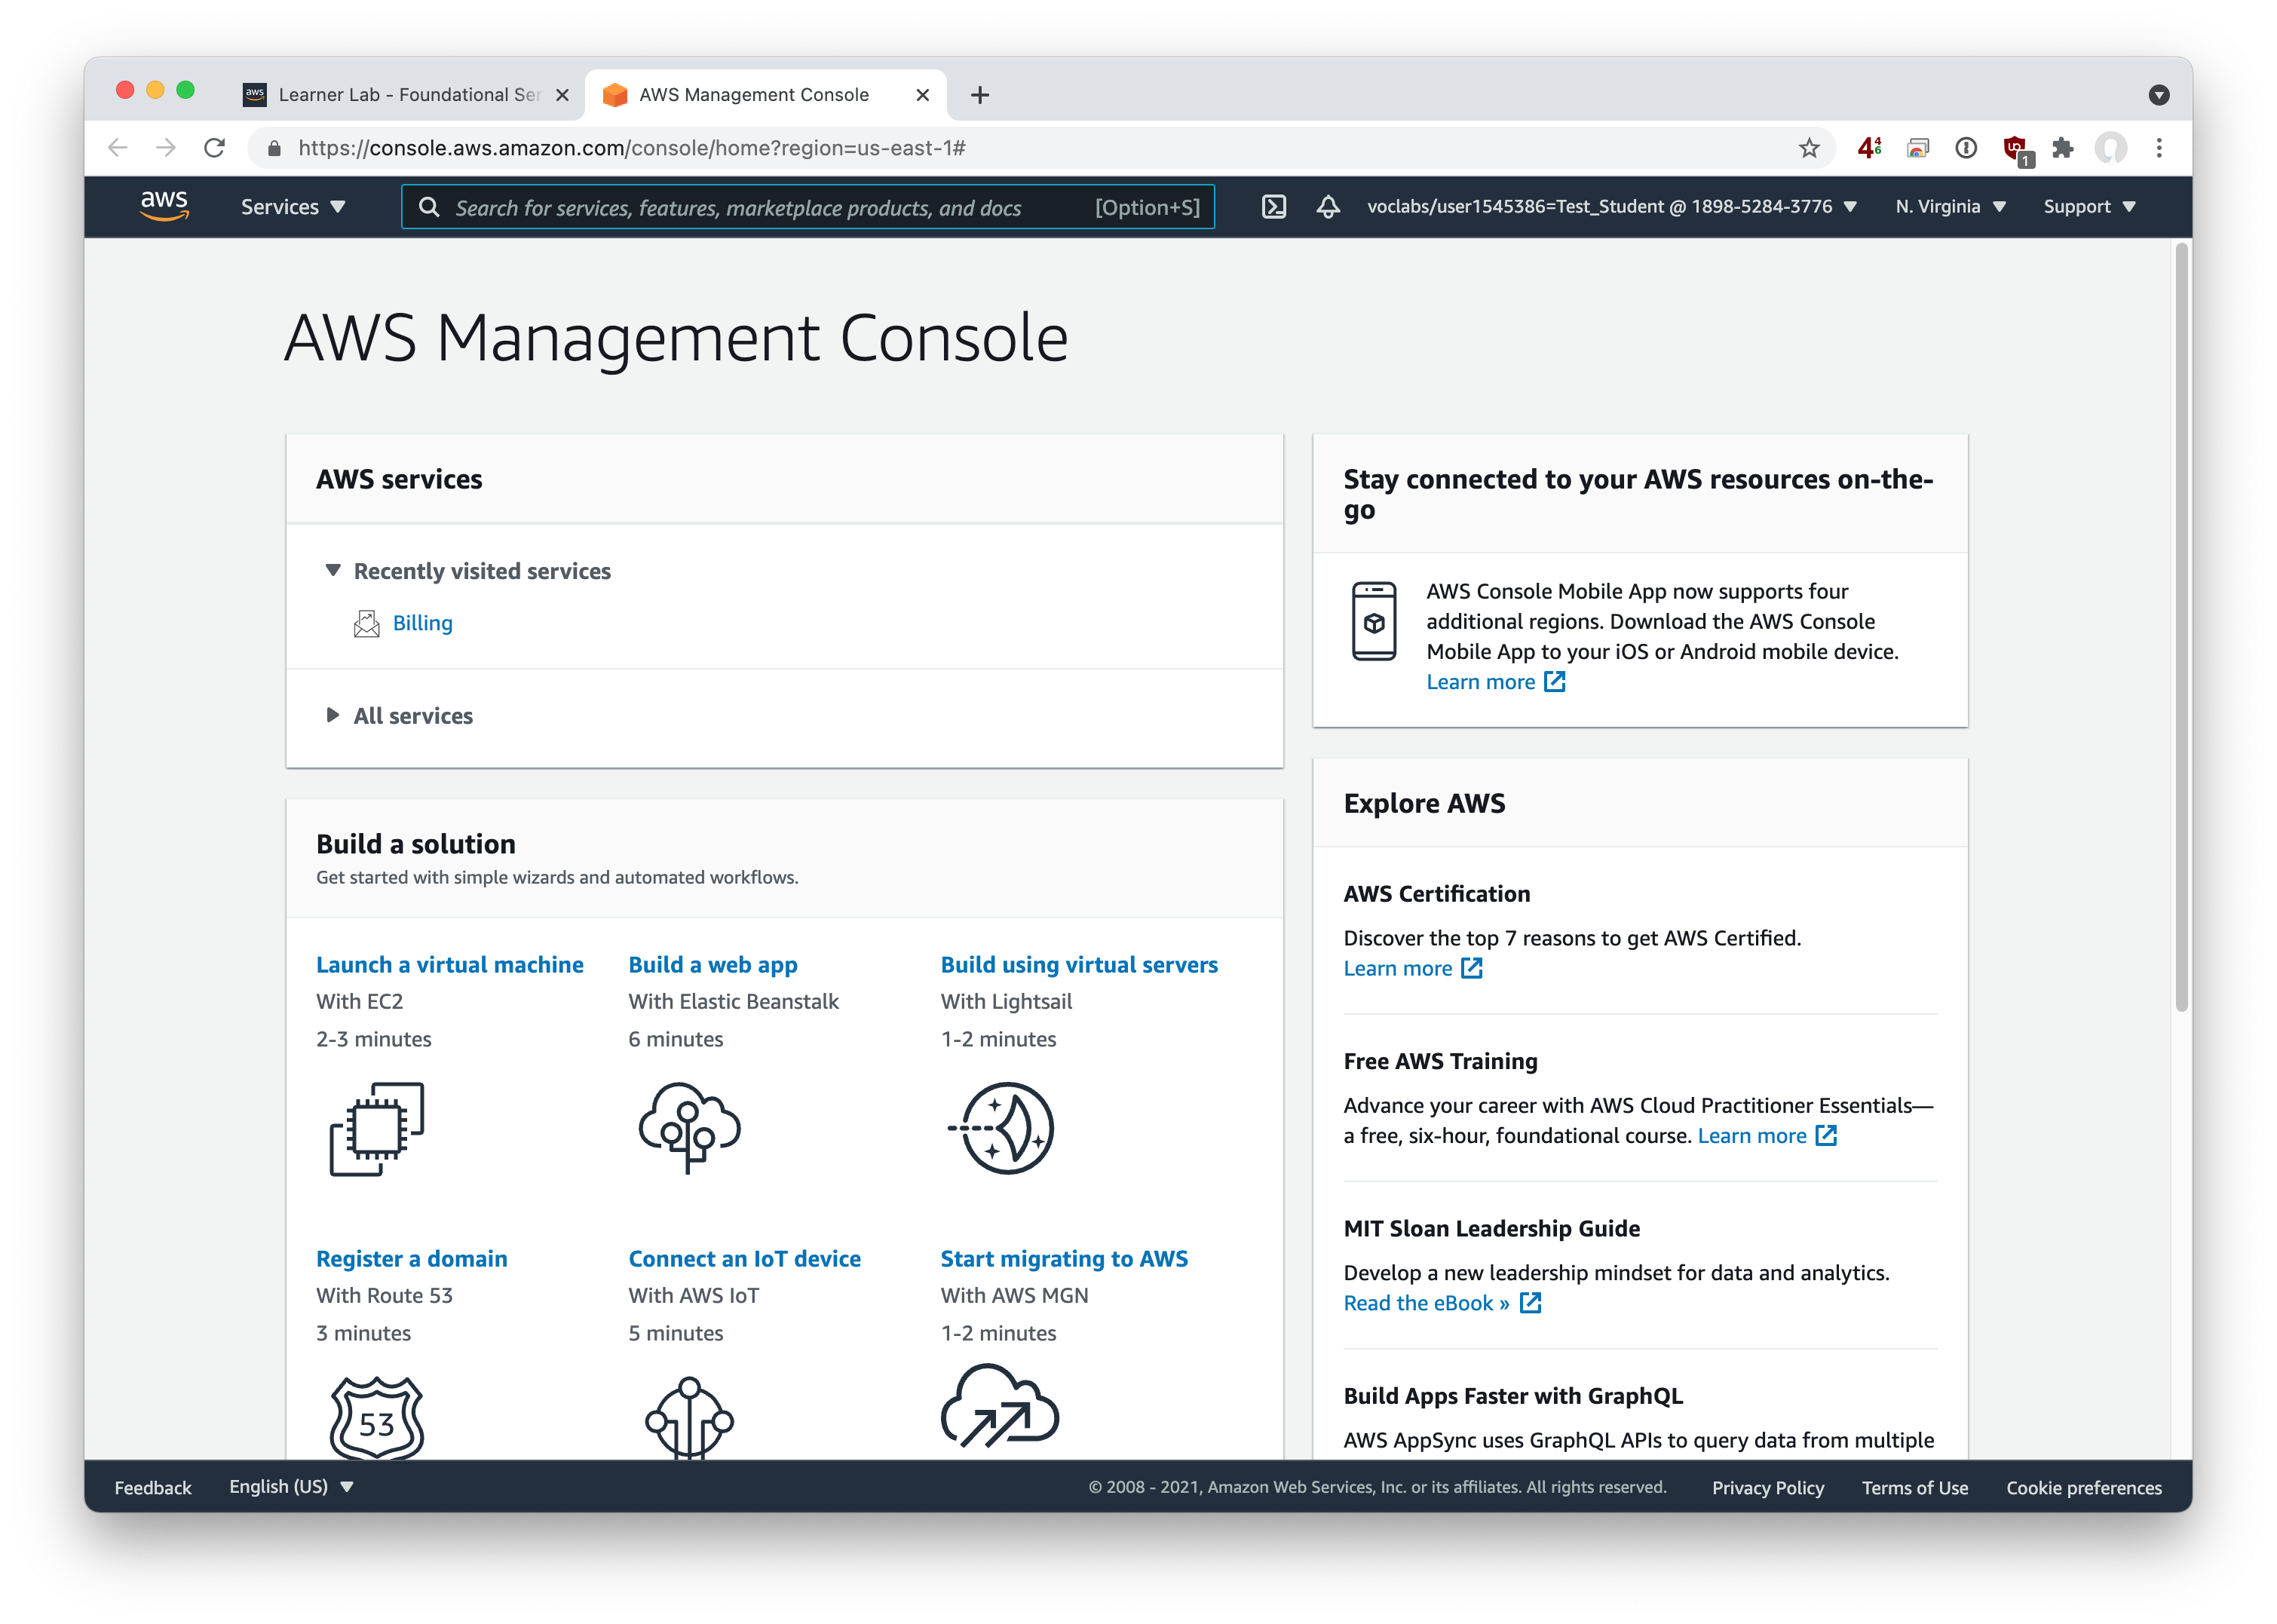 aws Learner Lab - Foundational Ser
AWS Management Console
https://console.aws.amazon.com/console/home?region=us-east-1#
4 4 6
1
aws
Services
Search for services, features, marketplace products, and docs
[Option+S]
voclabs/user1545386=Test_Student @ 1898-5284-3776
N. Virginia
Support
AWS Management Console
AWS services
Recently visited services
Billing
All services
Build a solution
Get started with simple wizards and automated workflows.
Launch a virtual machine
With EC2
2-3 minutes
Build a web app
With Elastic Beanstalk
6 minutes
Build using virtual servers
With Lightsail
1-2 minutes
Register a domain
With Route 53
3 minutes
53
Connect an IoT device
With AWS IoT
5 minutes
Start migrating to AWS
With AWS MGN
1-2 minutes
Stay connected to your AWS resources on-the-
go
AWS Console Mobile App now supports four
additional regions. Download the AWS Console
Mobile App to your iOS or Android mobile device.
Learn more
Explore AWS
AWS Certification
Discover the top 7 reasons to get AWS Certified.
Learn more
Free AWS Training
Advance your career with AWS Cloud Practitioner Essentials—
a free, six-hour, foundational course. Learn more
MIT Sloan Leadership Guide
Develop a new leadership mindset for data and analytics.
Read the eBook »
Build Apps Faster with GraphQL
AWS AppSync uses GraphQL APIs to query data from multiple
Feedback
English (US)
© 2008 - 2021, Amazon Web Services, Inc. or its affiliates. All rights reserved.
Privacy Policy
Terms of Use
Cookie preferences